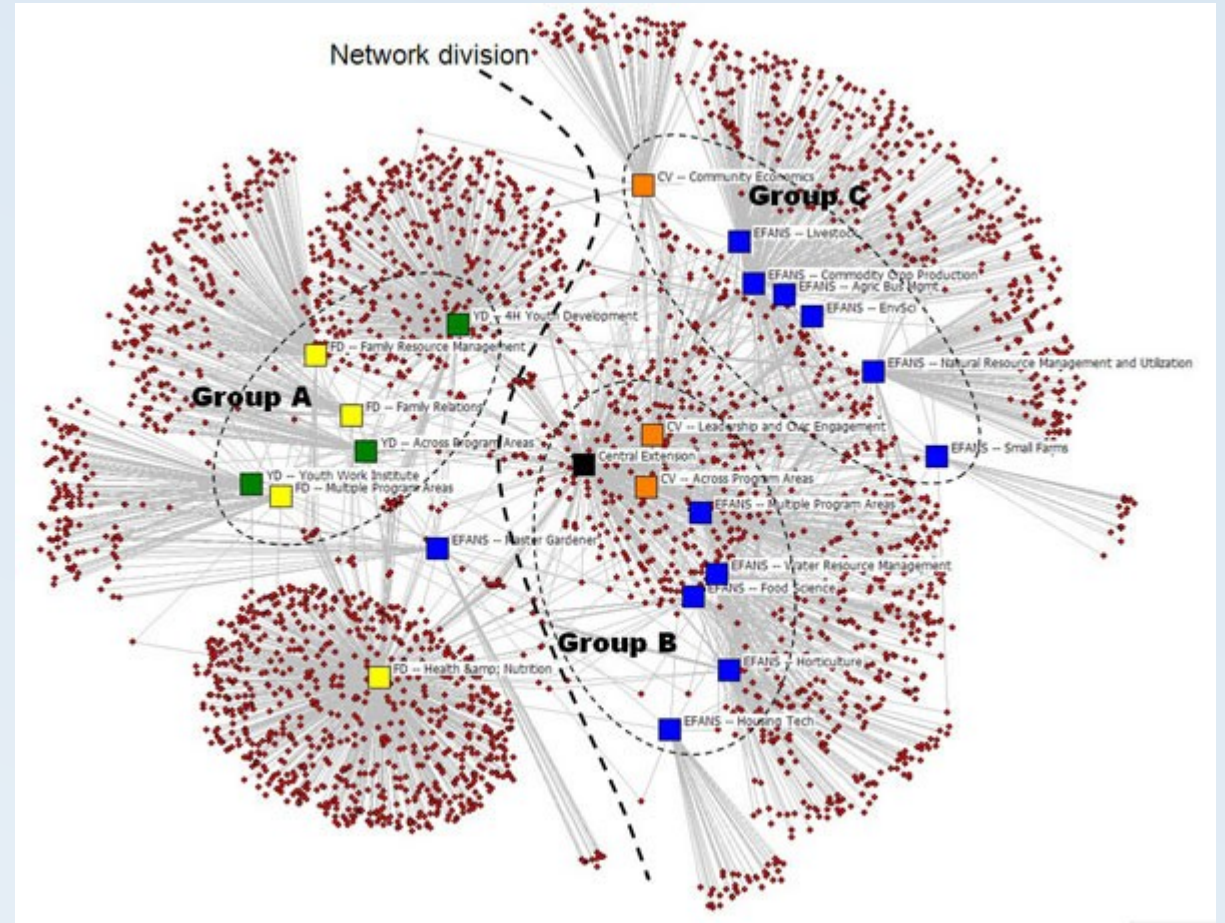 Network division
CV -- Community Economics
Group C
EFANS -- Livestock
EFANS -- Commodity Crop Production
EFANS -- Agric Bus Mgmt
EFANS -- EnvSci
YD -- 4H Youth Development
FD -- Family Resource Management
EFANS -- Natural Resource Management and Utilization
Group A
FD -- Family Relations
CV -- Leadership and Civic Engagement
YD -- Across Program Areas
EFANS -- Small Farms
Central Extension
YD -- Youth Work Institute
CV -- Across Program Areas
FD -- Multiple Program Areas
EFANS -- Multiple Program Areas
EFANS -- Master Gardener
EFANS -- Water Resource Management
EFANS -- Food Science
Group B
EFANS -- Horticulture
FD -- Health &amp; Nutrition
EFANS -- Housing Tech